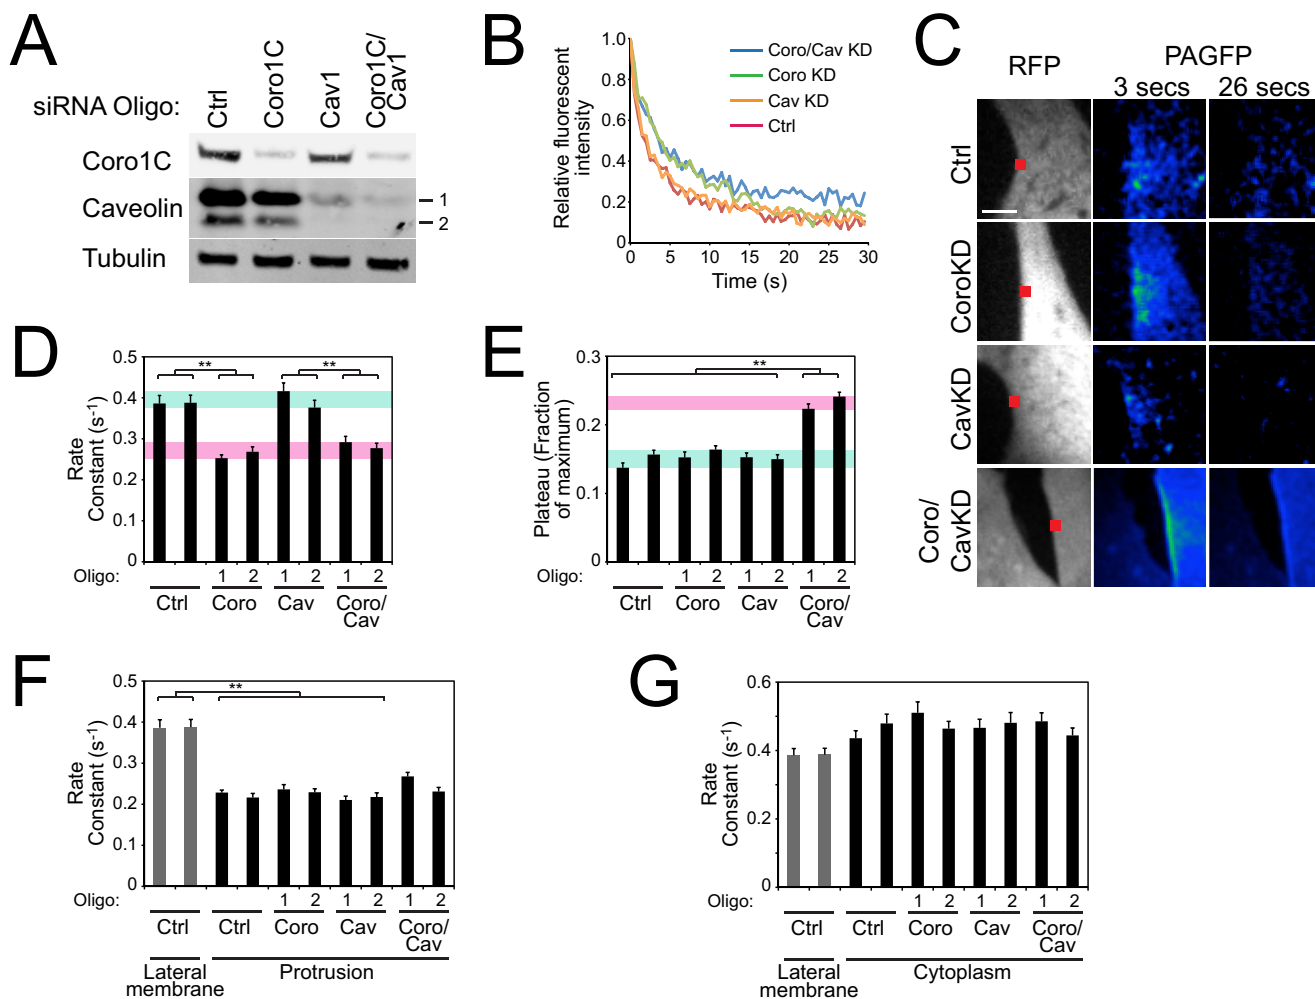 A
siRNA Oligo:
Ctrl
Coro1C
Cav1
Coro1C/
Cav1
Coro1C
Caveolin
1
2
Tubulin
B
Relative fluorescent
intensity
1.0
0.8
0.6
0.4
0.2
0
0 5 10 15 20 25 30
Time (s)
Coro/Cav KD
Coro KD
Cav KD
Ctrl
C
RFP
PAGFP
3 secs 26 secs
Ctrl
CoroKD
CavKD
Coro/
CavKD
D
Rate
Constant (s-1)
0.5
0.4
0.3
0.2
0.1
0
** **
Oligo: 1 2 1 2 1 2
Ctrl Coro Cav Coro/
Cav
E
Plateau (Fraction
of maximum)
0.3
0.2
0.1
0
**
Oligo: 1 2 1 2 1 2
Ctrl Coro Cav Coro/
Cav
F
Rate
Constant (s-1)
0.5
0.4
0.3
0.2
0.1
0
**
Oligo: 1 2 1 2 1 2
Ctrl Ctrl Coro Cav Coro/
Cav
Lateral
membrane
Protrusion
G
Rate
Constant (s-1)
0.6
0.4
0.2
0
Oligo: 1 2 1 2 1 2
Ctrl Ctrl Coro Cav Coro/
Cav
Lateral
membrane
Cytoplasm